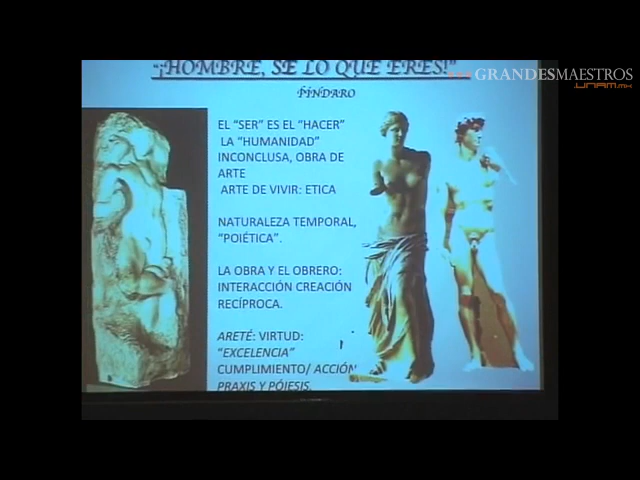 "¡HOMBRE, SE LO QUE ERES!"
GRANDESMAESTROS
.UNAM.MX
PÍNDARO
EL "SER" ES EL "HACER"
LA "HUMANIDAD"
INCONCLUSA, OBRA DE
ARTE
ARTE DE VIVIR: ETICA
NATURALEZA TEMPORAL,
"POIÉTICA".
LA OBRA Y EL OBRERO:
INTERACCIÓN CREACIÓN
RECÍPROCA.
ARETÉ: VIRTUD:
"EXCELENCIA"
CUMPLIMIENTO/ ACCIÓN
PRAXIS Y PÓIESIS.